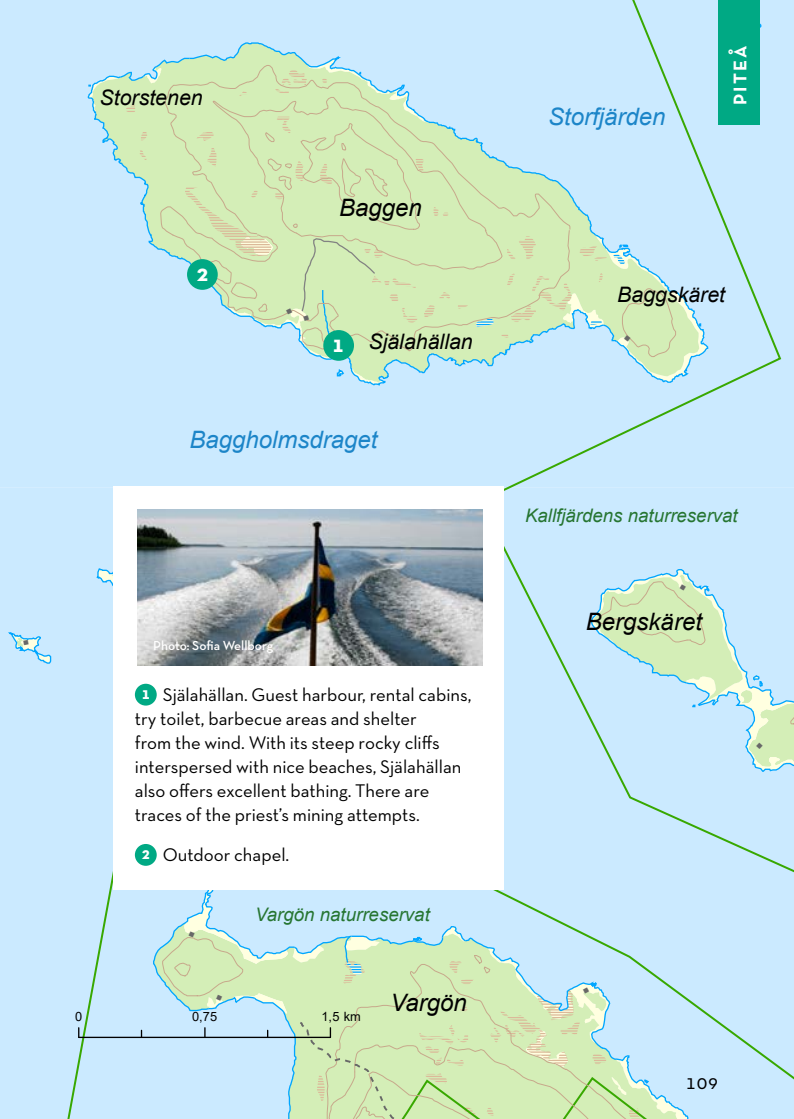 PITEÅ
Storstenen
Storfjärden
Baggen
2
Baggskäret
1
Själahällan
Baggholmsdraget
Kallfjärdens naturreservat
Bergskäret
Photo: Sofia Wellborg
1 Själahällan. Guest harbour, rental cabins,
try toilet, barbecue areas and shelter
from the wind. With its steep rocky cliffs
interspersed with nice beaches, Själahällan
also offers excellent bathing. There are
traces of the priest’s mining attempts.
2 Outdoor chapel.
Vargön naturreservat
Vargön
0 0,75 1,5 km
109